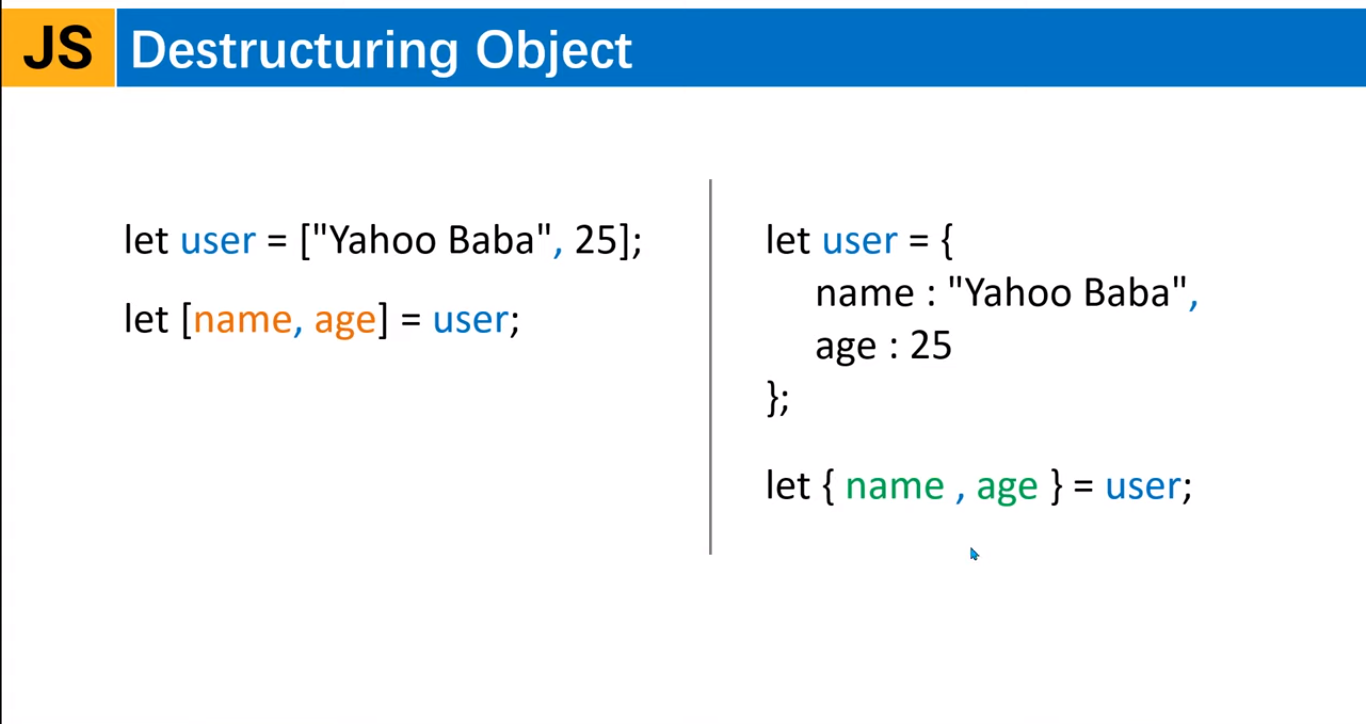 JS Destructuring Object
let user = ["Yahoo Baba", 25];
let [name, age] = user;
let user = {
name : "Yahoo Baba",
age : 25
};
let { name , age } = user;